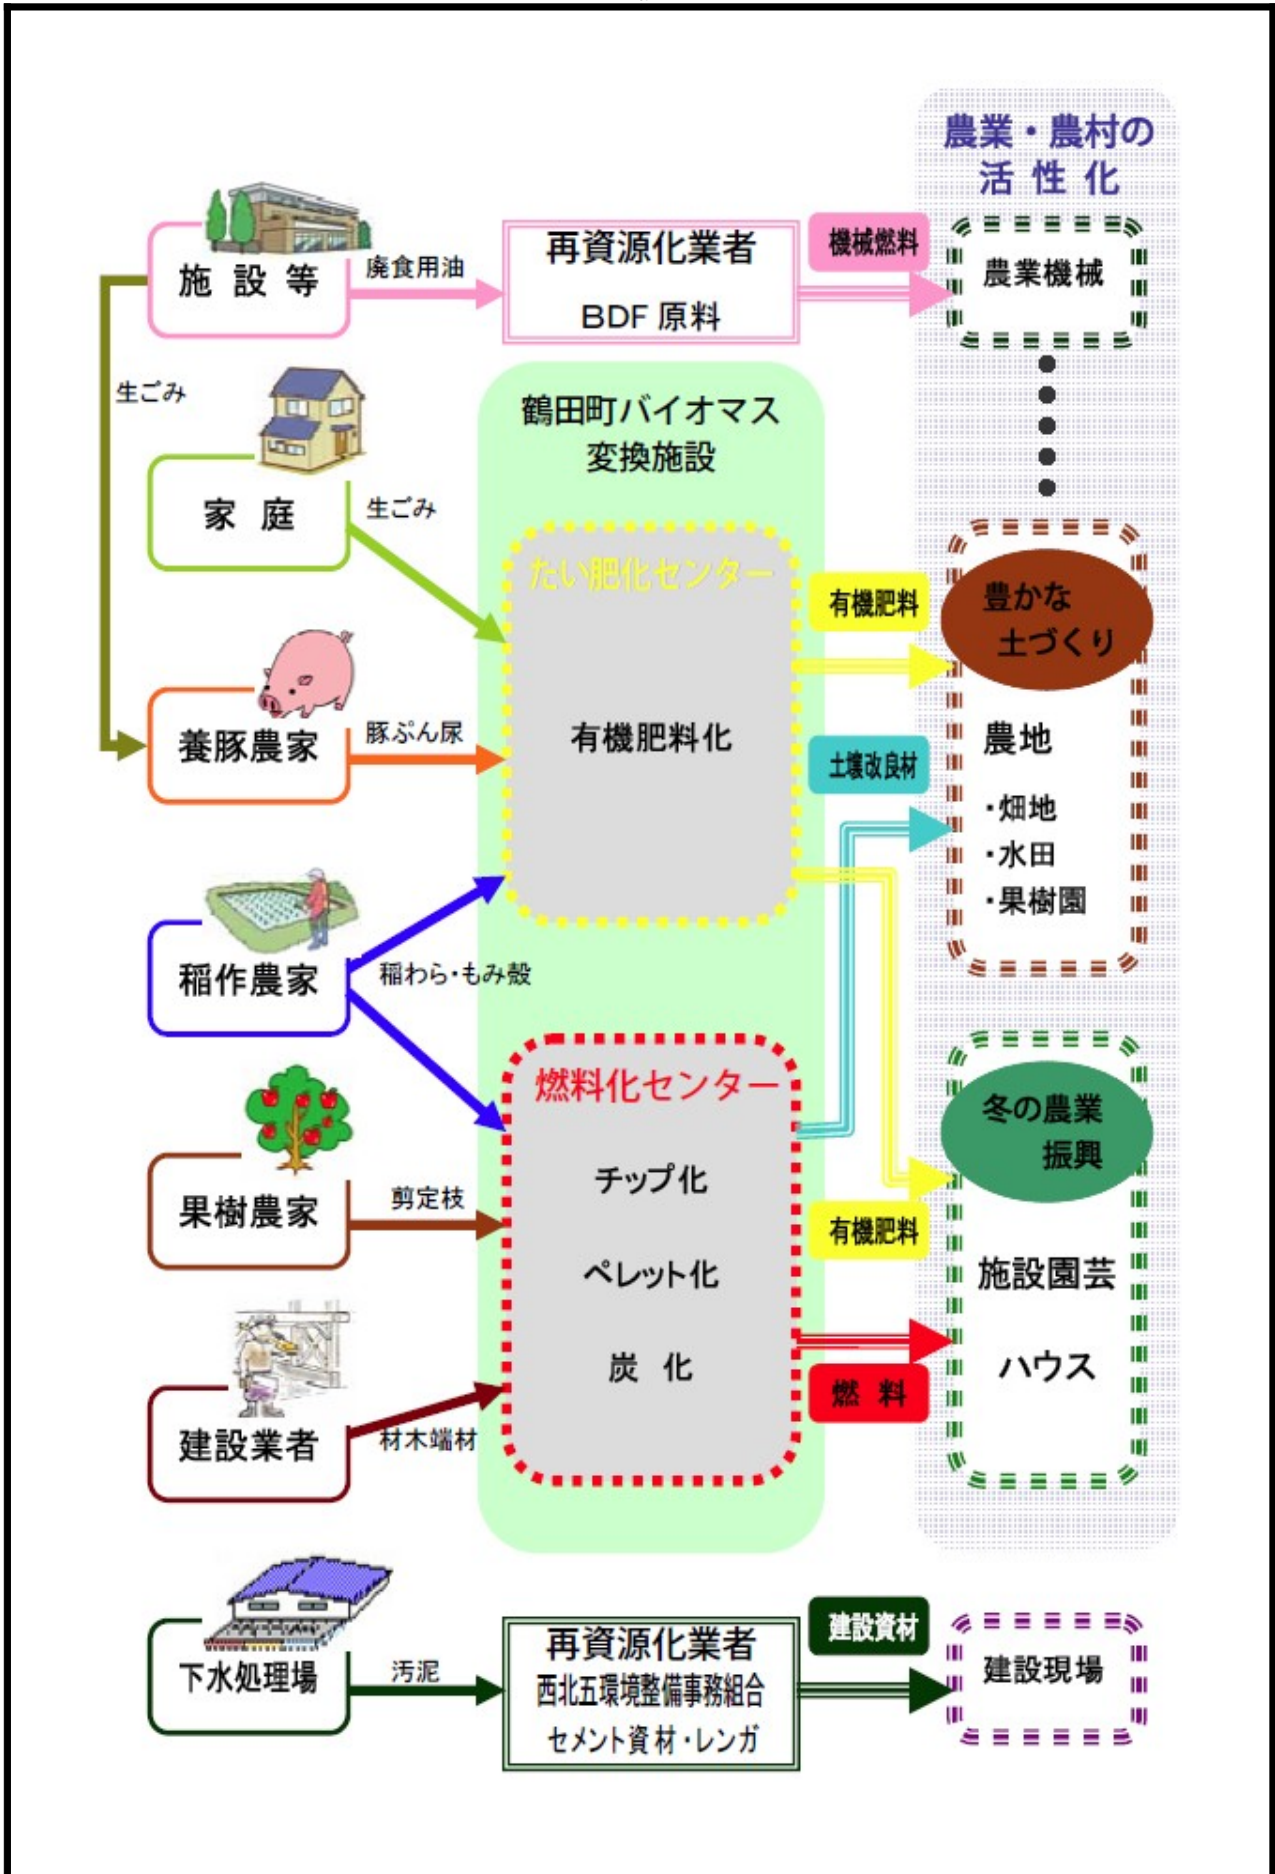 農業・農村の
活性化
施設等
廃食用油
再資源化業者
BDF 原料
機械燃料
農業機械
生ごみ
鶴田町バイオマス
変換施設
家庭
生ごみ
たい肥化センター
有機肥料化
有機肥料
豊かな
土づくり
養豚農家
豚ぷん尿
土壌改良材
農地
・畑地
・水田
・果樹園
稲作農家
稲わら・もみ殻
燃料化センター
チップ化
ペレット化
炭化
冬の農業
振興
果樹農家
剪定枝
有機肥料
施設園芸
ハウス
建設業者
材木端材
燃料
下水処理場
汚泥
再資源化業者
西北五環境整備事務組合
セメント資材・レンガ
建設資材
建設現場